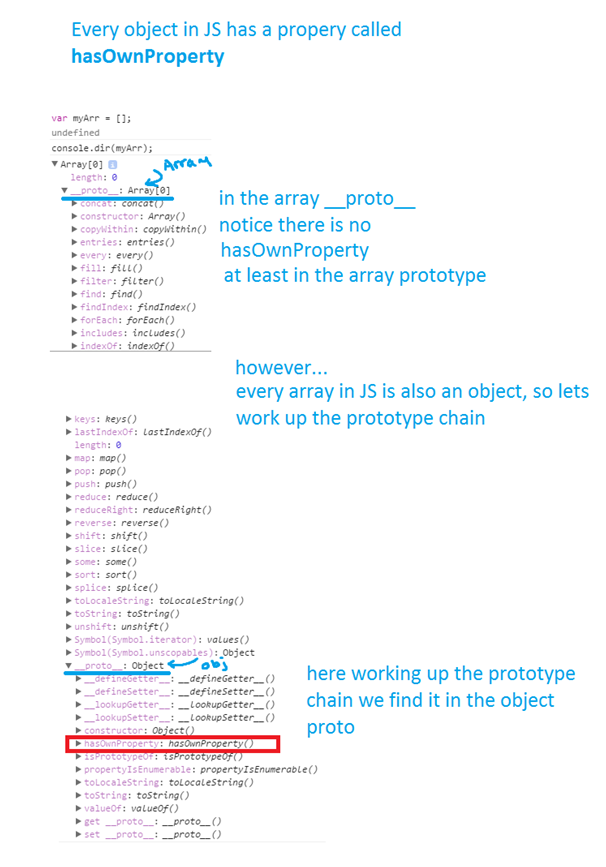 Every object in JS has a propery called
hasOwnProperty
var myArr = [];
undefined
console.dir(myArr);
▼Array[0] i
Array
length: 0
▼__proto__: Array[0]
▶concat: concat()
▶constructor: Array()
▶copyWithin: copyWithin()
▶entries: entries()
▶every: every()
▶fill: fill()
▶filter: filter()
▶find: find()
▶findIndex: findIndex()
▶forEach: forEach()
▶includes: includes()
▶indexOf: indexOf()
in the array __proto__
notice there is no
hasOwnProperty
at least in the array prototype
however...
every array in JS is also an object, so lets
work up the prototype chain
▶keys: keys()
▶lastIndexOf: lastIndexOf()
length: 0
▶map: map()
▶pop: pop()
▶push: push()
▶reduce: reduce()
▶reduceRight: reduceRight()
▶reverse: reverse()
▶shift: shift()
▶slice: slice()
▶some: some()
▶sort: sort()
▶splice: splice()
▶toLocaleString: toLocaleString()
▶toString: toString()
▶unshift: unshift()
▶Symbol(Symbol.iterator): values()
▶Symbol(Symbol.unscopables): Object
▼__proto__: Object
obj
▶__defineGetter__: __defineGetter__()
▶__defineSetter__: __defineSetter__()
▶__lookupGetter__: __lookupGetter__()
▶__lookupSetter__: __lookupSetter__()
▶constructor: Object()
▶hasOwnProperty: hasOwnProperty()
▶isPrototypeOf: isPrototypeOf()
▶propertyIsEnumerable: propertyIsEnumerable()
▶toLocaleString: toLocaleString()
▶toString: toString()
▶valueOf: valueOf()
▶get __proto__: __proto__()
▶set __proto__: __proto__()
here working up the prototype
chain we find it in the object
proto